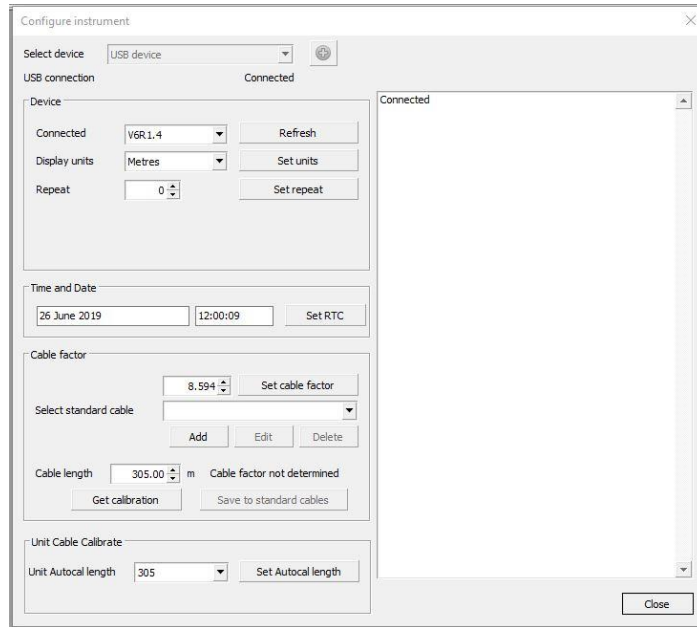 Configure instrument
Select device USB device
USB connection Connected
Device
Connected V6R1.4 Refresh
Display units Metres Set units
Repeat 0 Set repeat
Time and Date
26 June 2019 12:00:09 Set RTC
Cable factor
8.594 Set cable factor
Select standard cable
Add Edit Delete
Cable length 305.00 m Cable factor not determined
Get calibration Save to standard cables
Unit Cable Calibrate
Unit Autocal length 305 Set Autocal length
Connected
Close